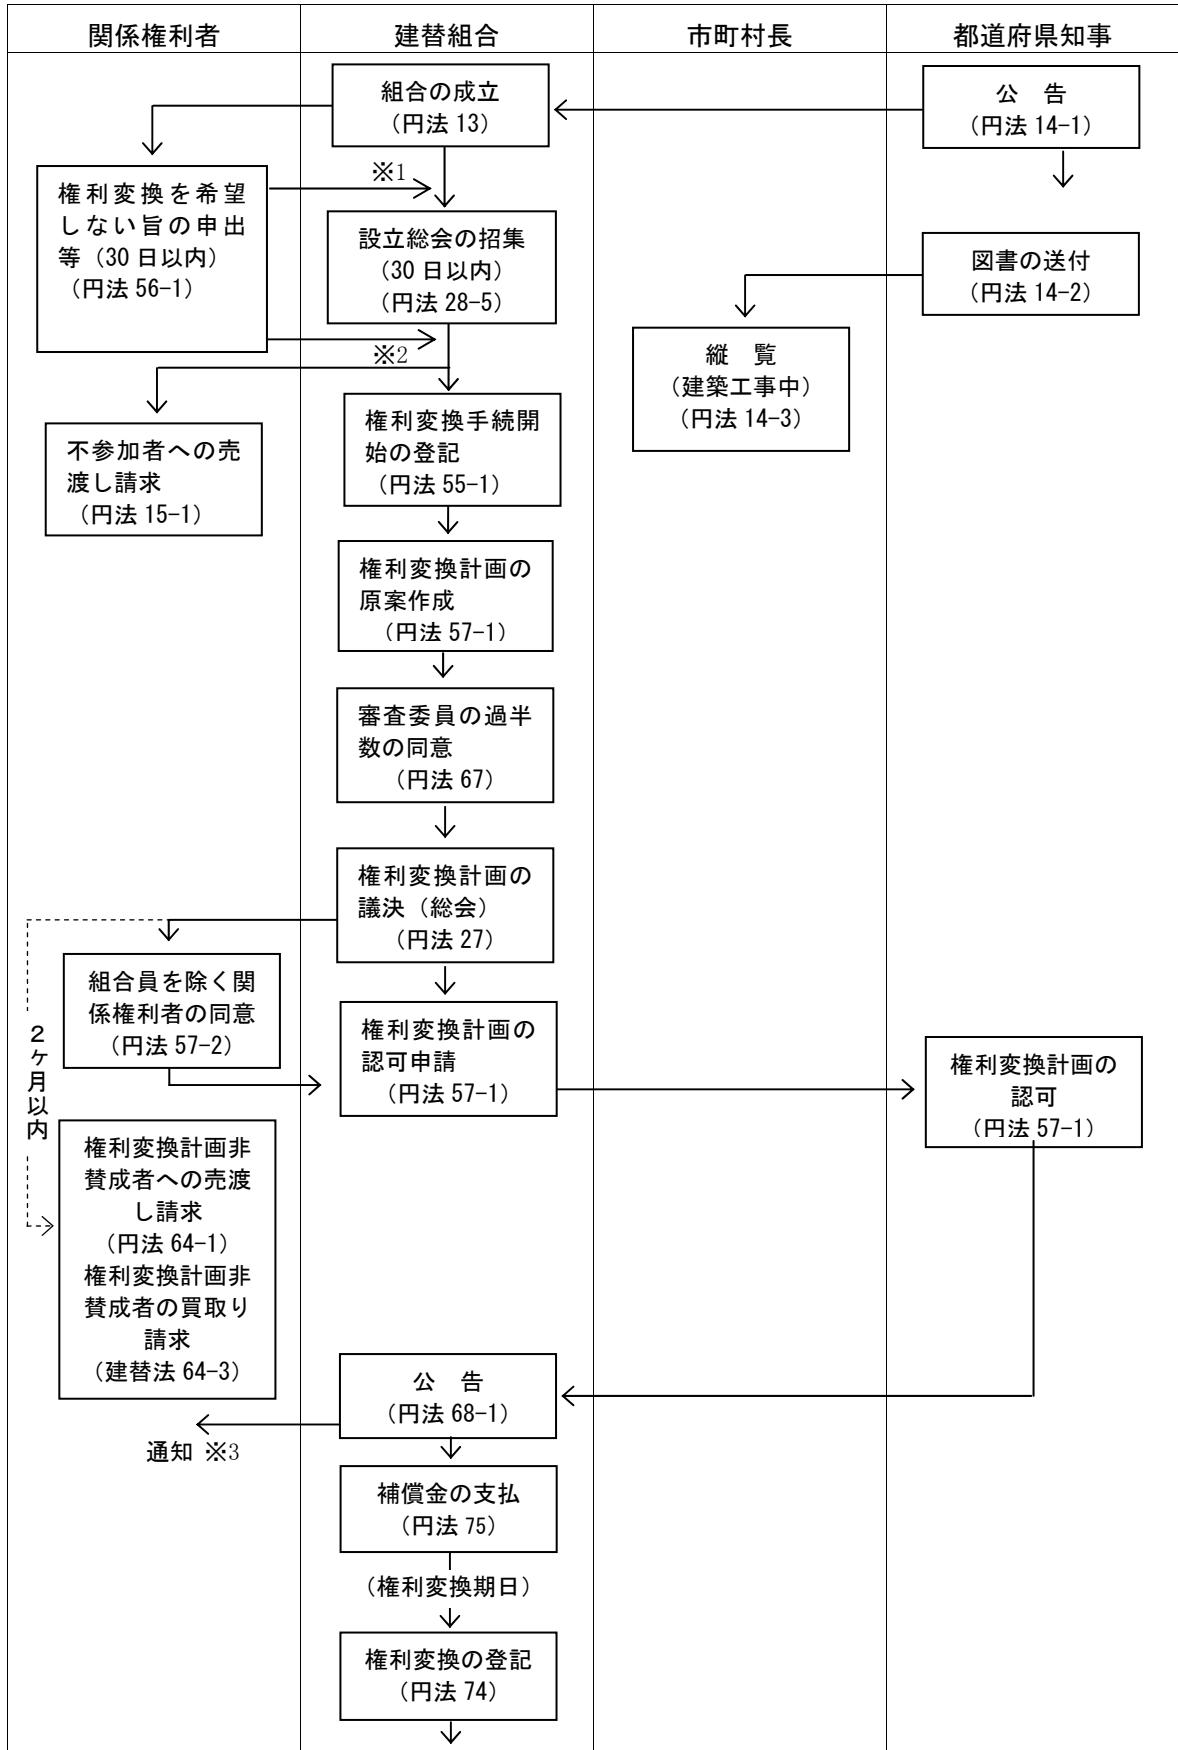 関係権利者
建替組合
市町村長
都道府県知事
組合の成立
（円法 13）
公　告
（円法 14−1）
権利変換を希望
しない旨の申出
等（30 日以内）
（円法 56−1）
※1
設立総会の招集
（30 日以内）
（円法 28−5）
図書の送付
（円法 14−2）
※2
縦　覧
（建築工事中）
（円法 14−3）
不参加者への売
渡し請求
（円法 15−1）
権利変換手続開
始の登記
（円法 55−1）
権利変換計画の
原案作成
（円法 57−1）
審査委員の過半
数の同意
（円法 67）
権利変換計画の
議決（総会）
（円法 27）
組合員を除く関
係権利者の同意
（円法 57−2）
２ヶ月以内
権利変換計画の
認可申請
（円法 57−1）
権利変換計画の
認可
（円法 57−1）
権利変換計画非
賛成者への売渡
し請求
（円法 64−1）
権利変換計画非
賛成者の買取り
請求
（建替法 64−3）
公　告
（円法 68−1）
通知 ※3
補償金の支払
（円法 75）
（権利変換期日）
権利変換の登記
（円法 74）